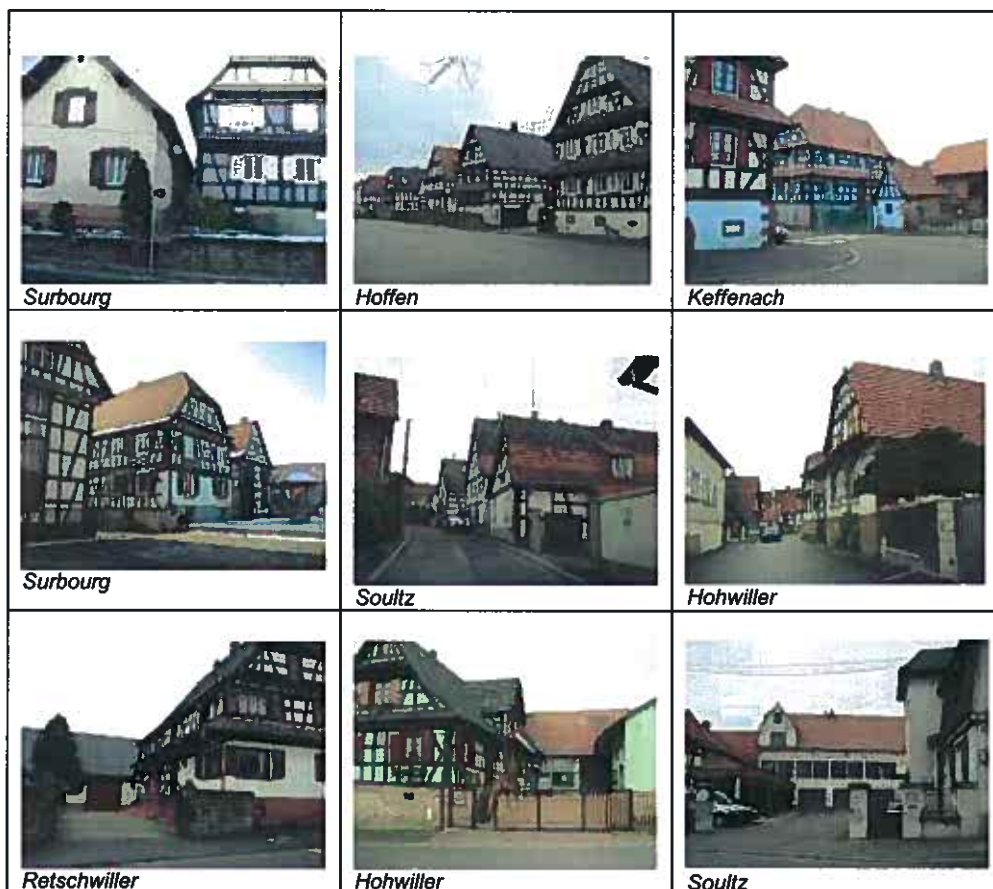 Surbourg
Hoffen
Keffenach
Surbourg
Soultz
Hohwiller
Retschwiller
Hohwiller
Soultz